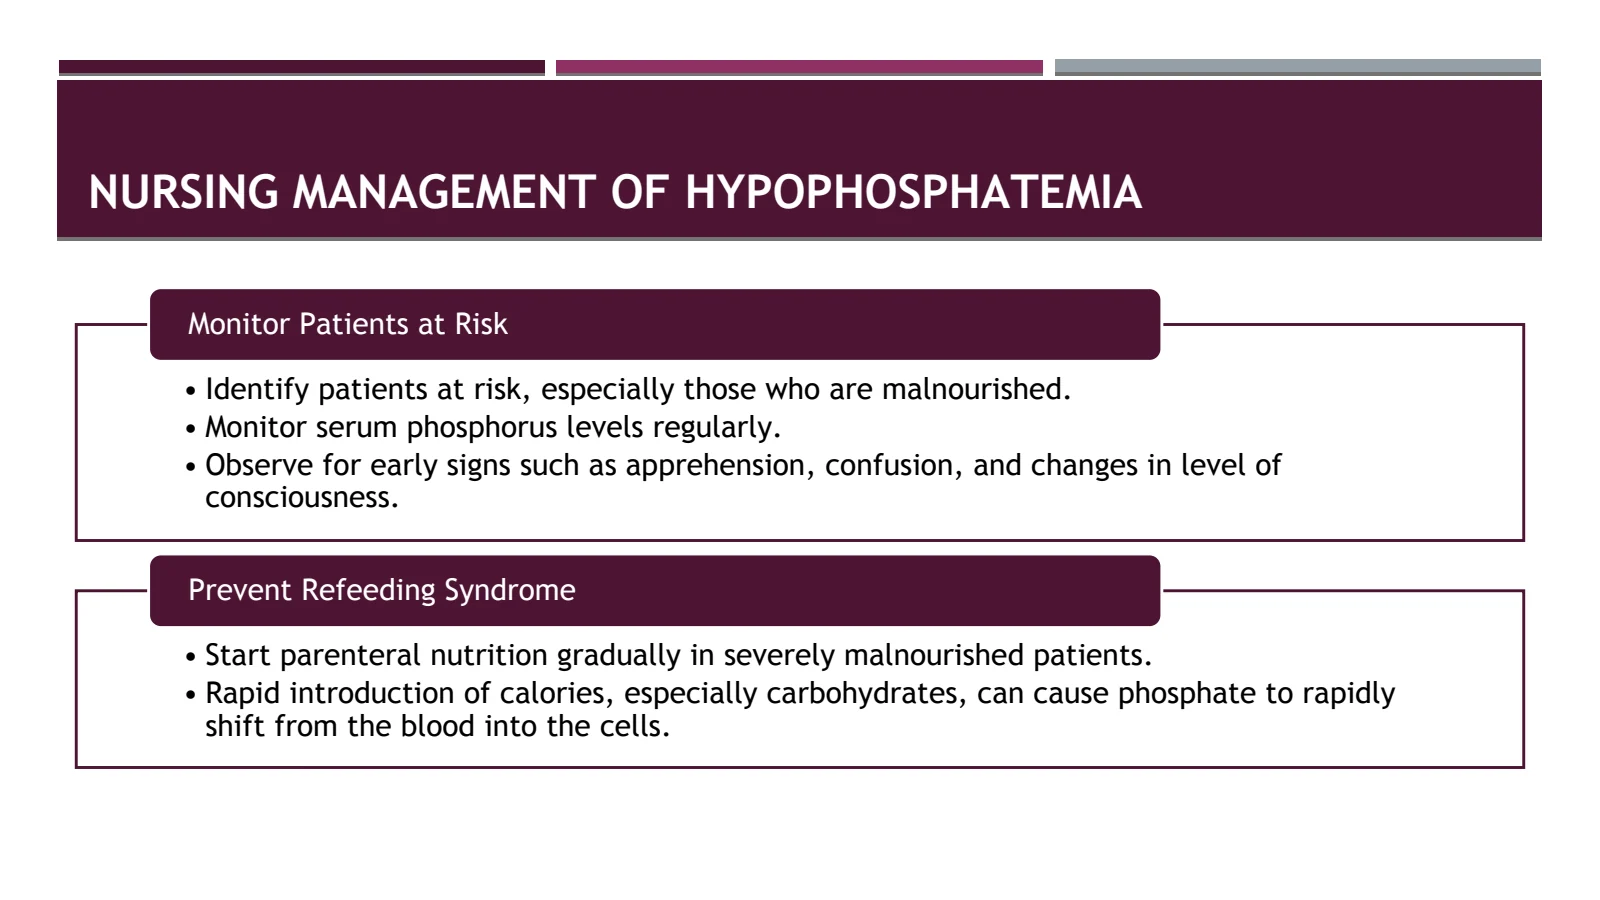 NURSING MANAGEMENT OF HYPOPHOSPHATEMIA
Monitor Patients at Risk
• Identify patients at risk, especially those who are malnourished.
• Monitor serum phosphorus levels regularly.
• Observe for early signs such as apprehension, confusion, and changes in level of
consciousness.
Prevent Refeeding Syndrome
• Start parenteral nutrition gradually in severely malnourished patients.
• Rapid introduction of calories, especially carbohydrates, can cause phosphate to rapidly
shift from the blood into the cells.